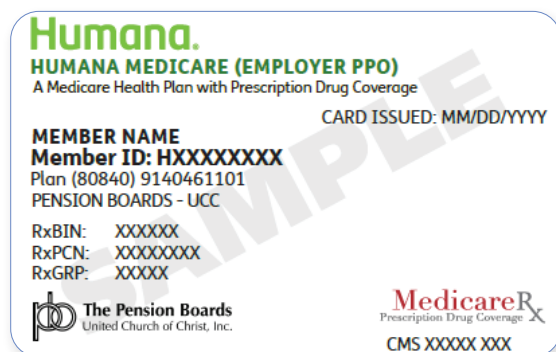 Humana.
HUMANA MEDICARE (EMPLOYER PPO)
A Medicare Health Plan with Prescription Drug Coverage
CARD ISSUED: MM/DD/YYYY
MEMBER NAME
Member ID: HXXXXXXXX
Plan (80840) 9140461101
PENSION BOARDS - UCC
SAMPLE
RxBIN: XXXXXX
RxPCN: XXXXXXXX
RxGRP: XXXXX
pb The Pension Boards
United Church of Christ, Inc.
MedicareRx
Prescription Drug Coverage
CMS XXXXX XXX